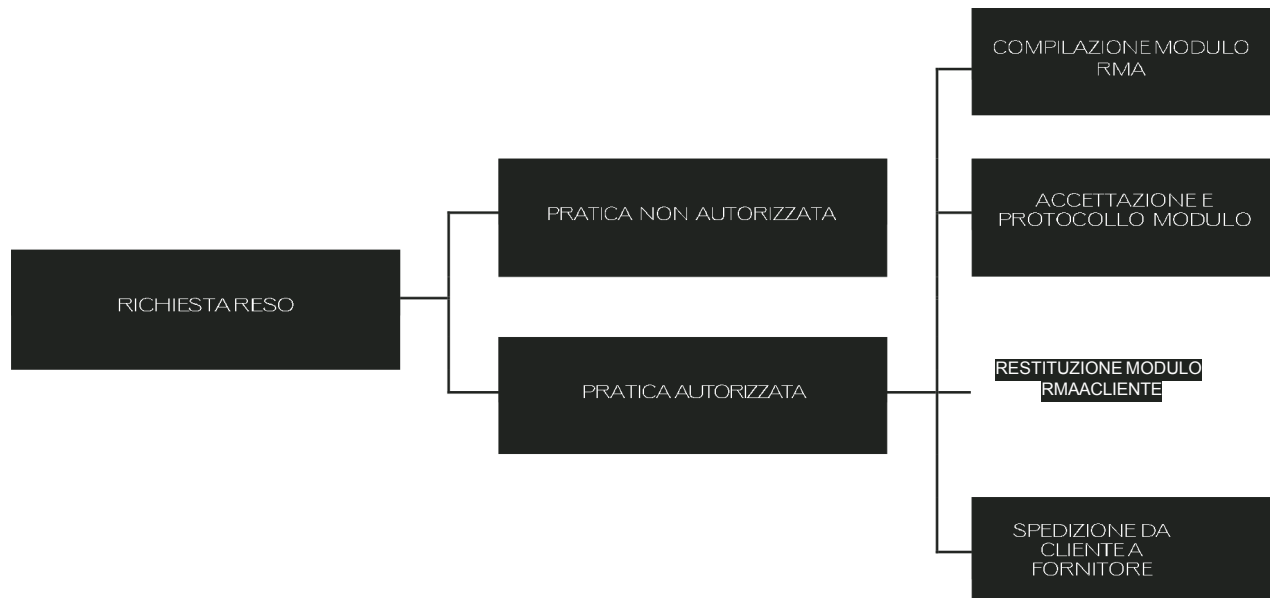 RICHIESTA RESO
PRATICA NON AUTORIZZATA
PRATICA AUTORIZZATA
COMPILAZIONE MODULO
RMA
ACCETTAZIONE E
PROTOCOLLO MODULO
RESTITUZIONE MODULO
RMAACLIENTE
SPEDIZIONE DA
CLIENTE A
FORNITORE